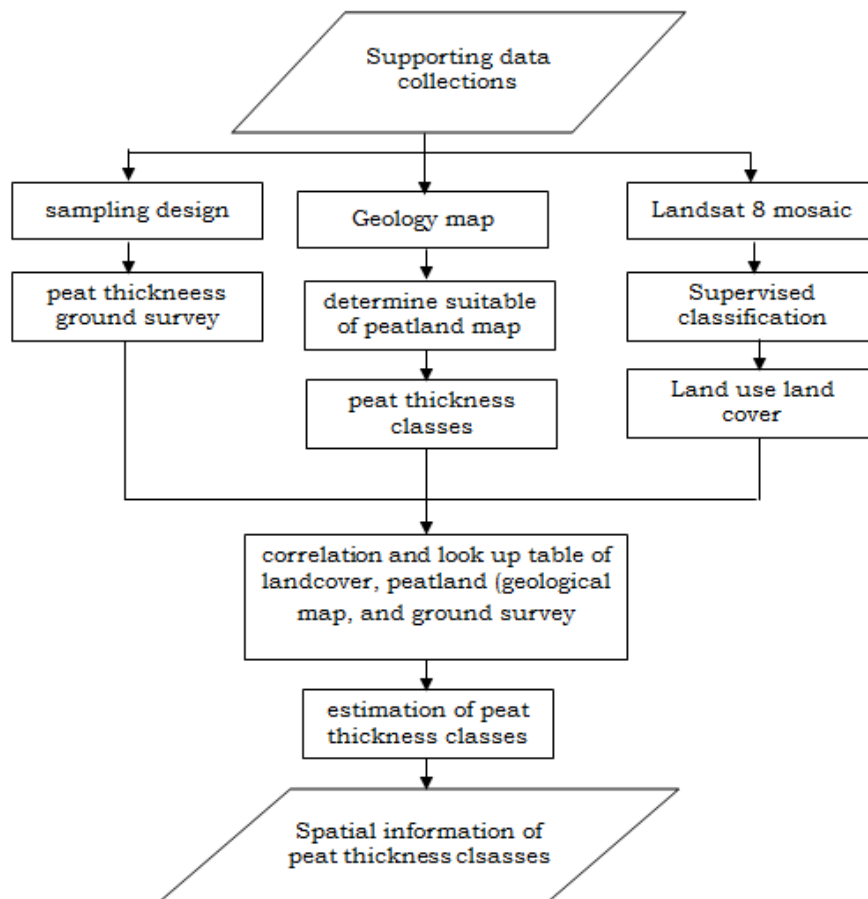 Supporting data
collections
sampling design
Geology map
Landsat 8 mosaic
peat thickneess
ground survey
determine suitable
of peatland map
Supervised
classification
peat thickness
classes
Land use land
cover
correlation and look up table of
landcover, peatland (geological
map, and ground survey
estimation of peat
thickness classes
Spatial information of
peat thickness clsasses